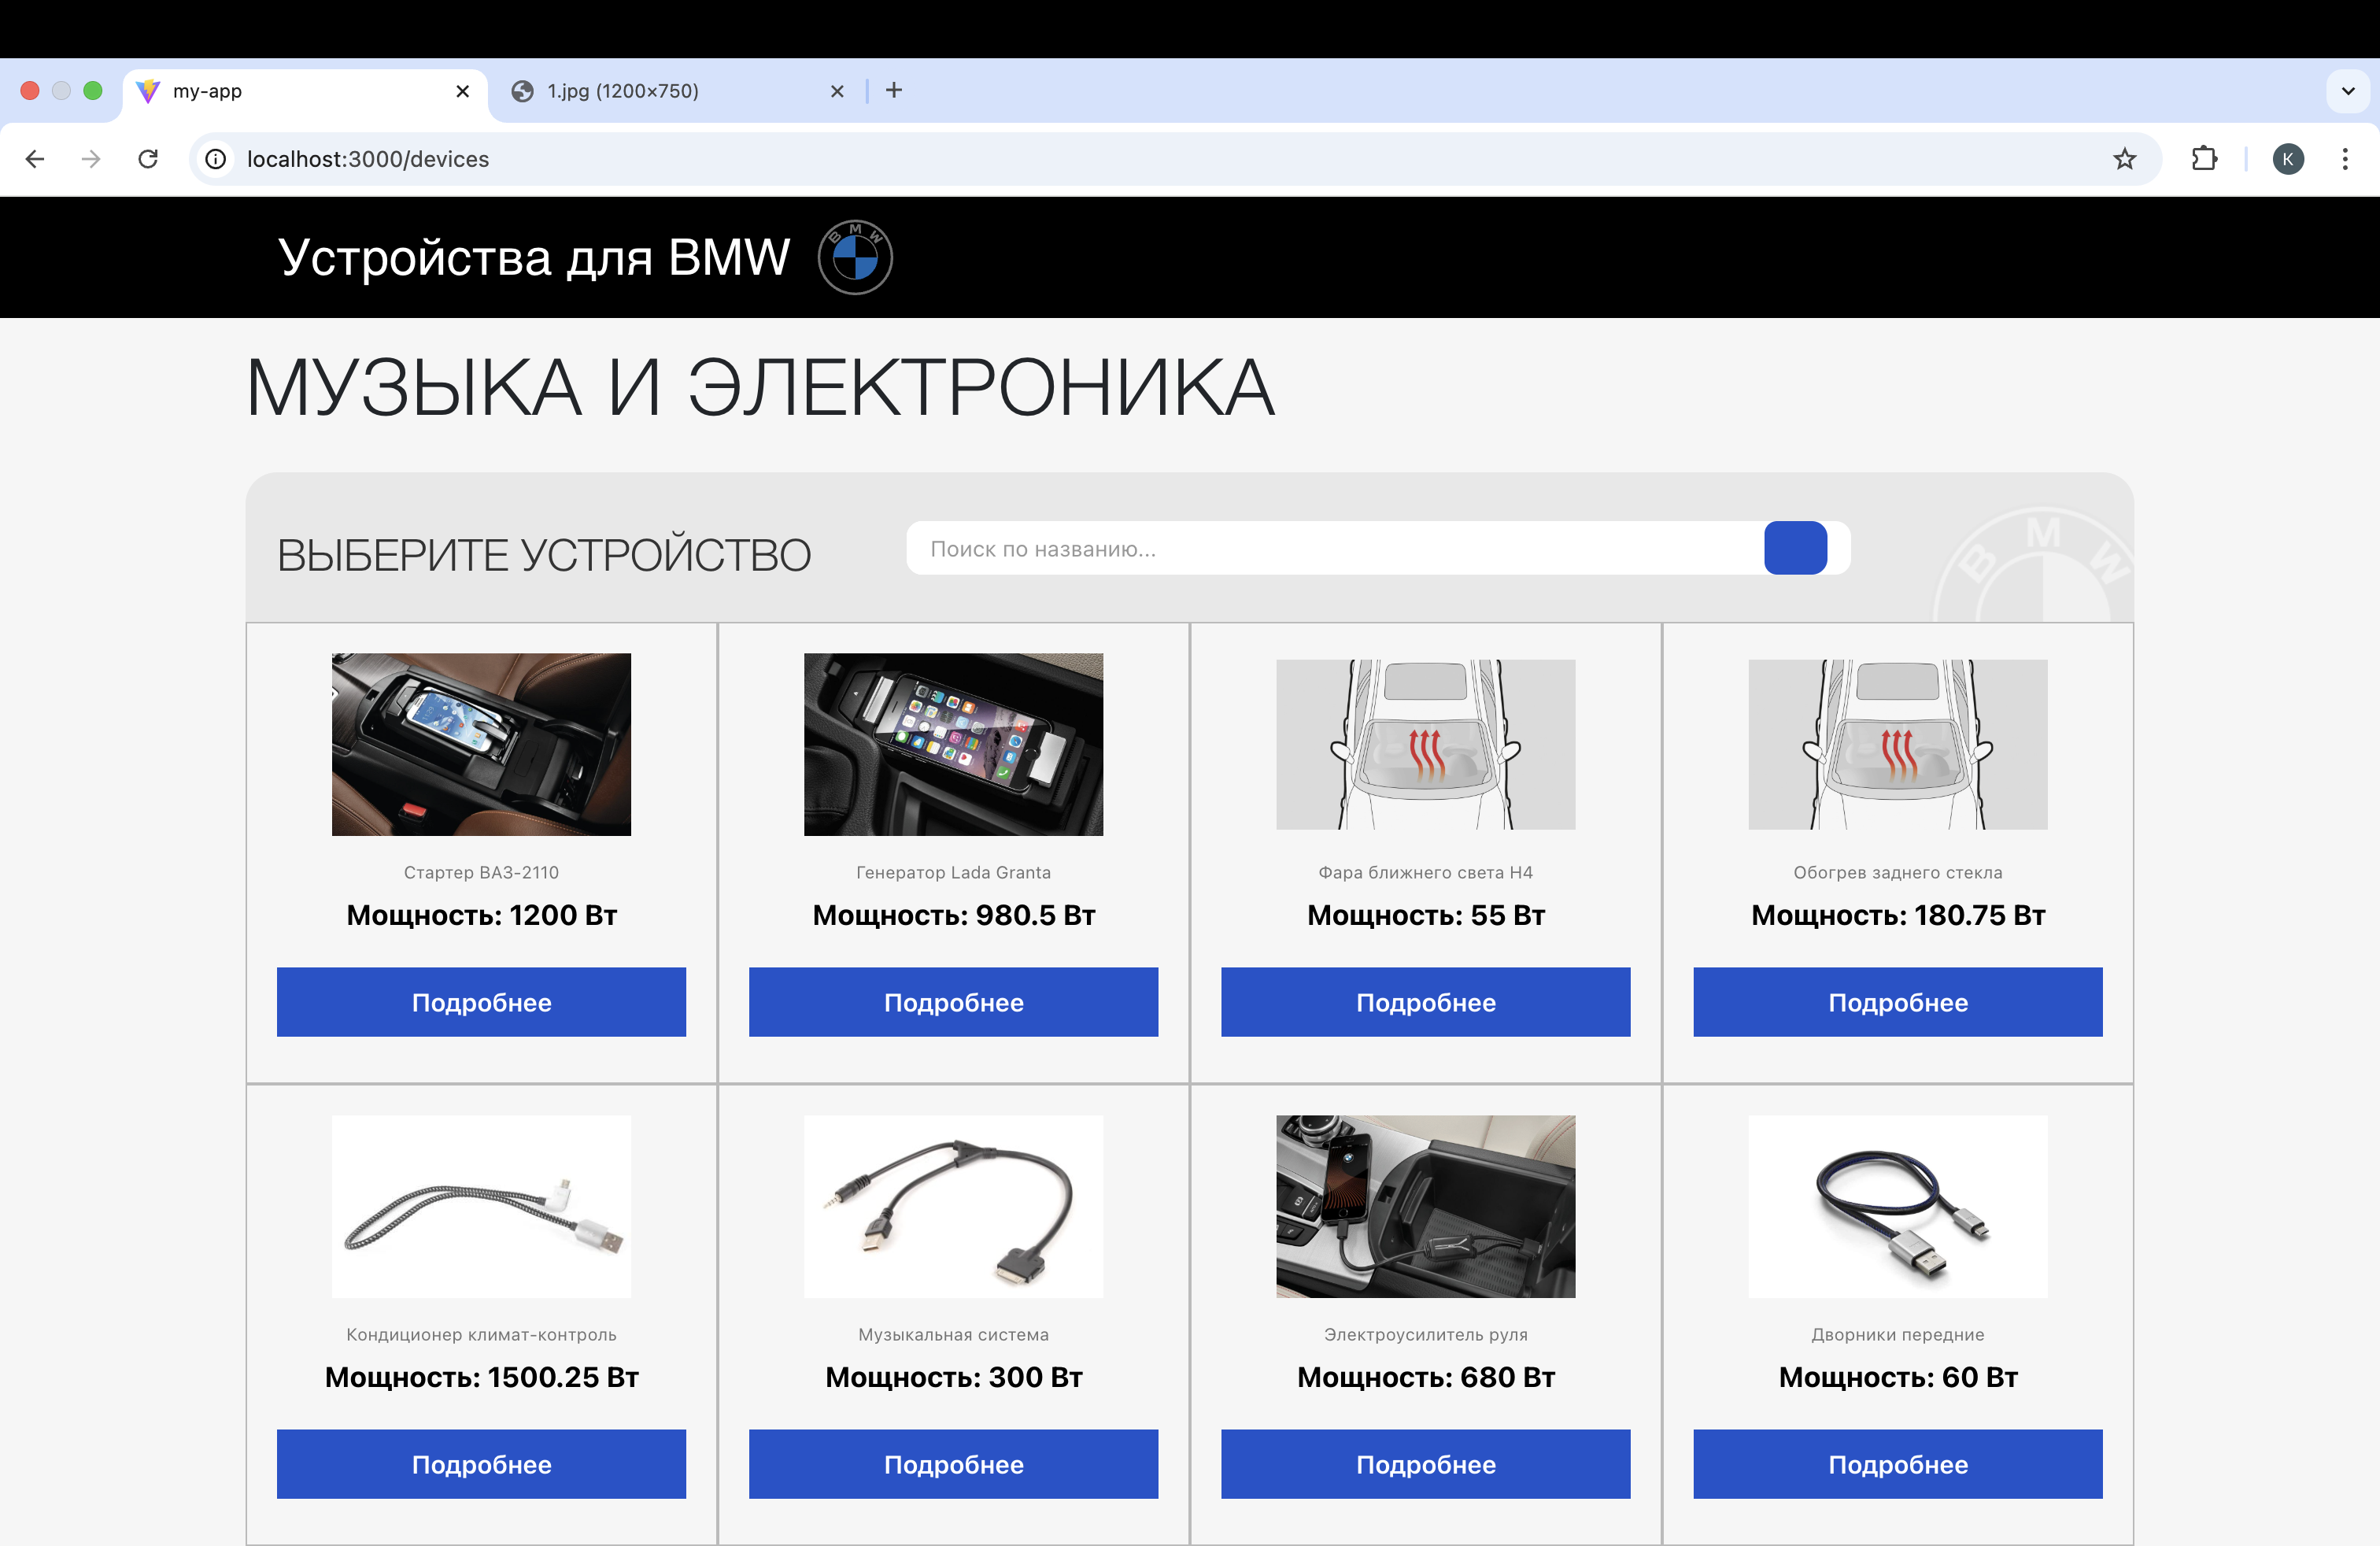 my-app
1.jpg (1200×750)
localhost:3000/devices
K
Устройства для BMW
BMW
МУЗЫКА И ЭЛЕКТРОНИКА
ВЫБЕРИТЕ УСТРОЙСТВО
Поиск по названию...
BMW
Стартер ВАЗ-2110
Генератор Lada Granta
Фара ближнего света H4
Обогрев заднего стекла
Мощность: 1200 Вт
Мощность: 980.5 Вт
Мощность: 55 Вт
Мощность: 180.75 Вт
Подробнее
Подробнее
Подробнее
Подробнее
Кондиционер климат-контроль
Музыкальная система
Электроусилитель руля
Дворники передние
Мощность: 1500.25 Вт
Мощность: 300 Вт
Мощность: 680 Вт
Мощность: 60 Вт
Подробнее
Подробнее
Подробнее
Подробнее